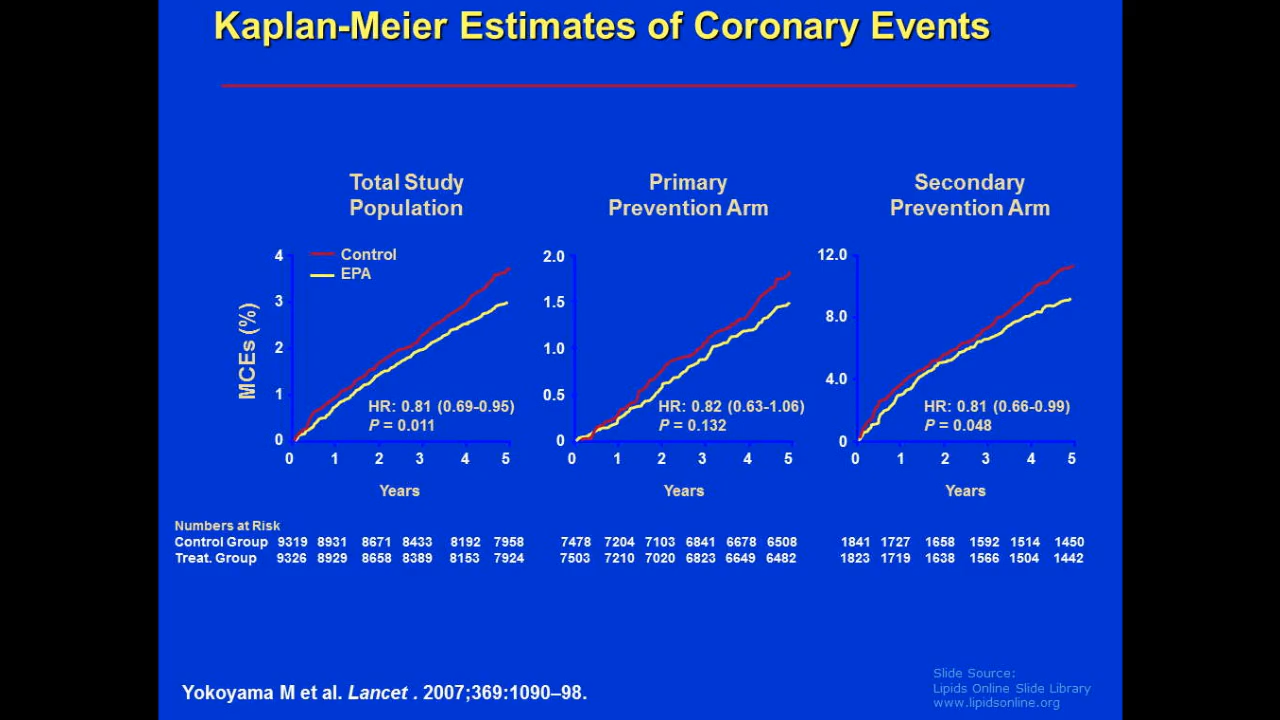 Kaplan-Meier Estimates of Coronary Events
Total Study
Population
4
3
2
1
0
MCEs (%)
Control
EPA
HR: 0.81 (0.69-0.95)
P = 0.011
0 1 2 3 4 5
Years
Primary
Prevention Arm
2.0
1.5
1.0
0.5
0
HR: 0.82 (0.63-1.06)
P = 0.132
0 1 2 3 4 5
Years
Secondary
Prevention Arm
12.0
8.0
4.0
0
HR: 0.81 (0.66-0.99)
P = 0.048
0 1 2 3 4 5
Years
Numbers at Risk
Control Group 9319 8931 8671 8433 8192 7958 7478 7204 7103 6841 6678 6508 1841 1727 1658 1592 1514 1450
Treat. Group 9326 8929 8658 8389 8153 7924 7503 7210 7020 6823 6649 6482 1823 1719 1638 1566 1504 1442
Yokoyama M et al. Lancet . 2007;369:1090–98.
Slide Source:
Lipids Online Slide Library
www.lipidsonline.org